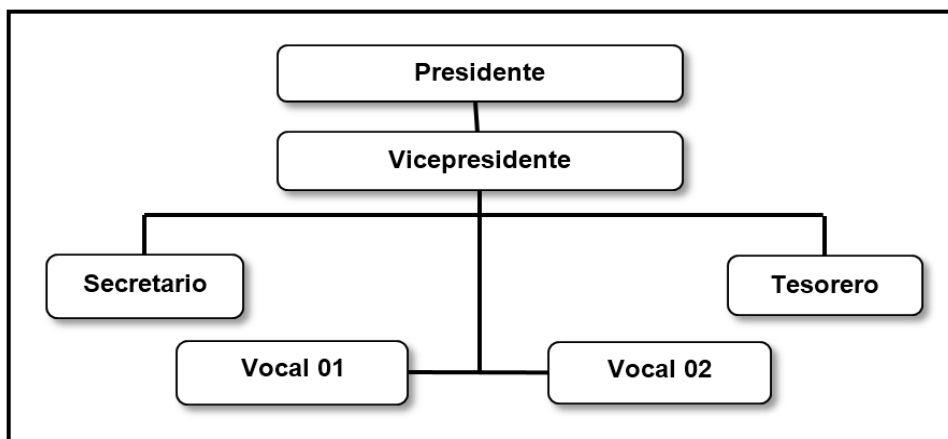 Presidente
Vicepresidente
Secretario
Tesorero
Vocal 01
Vocal 02